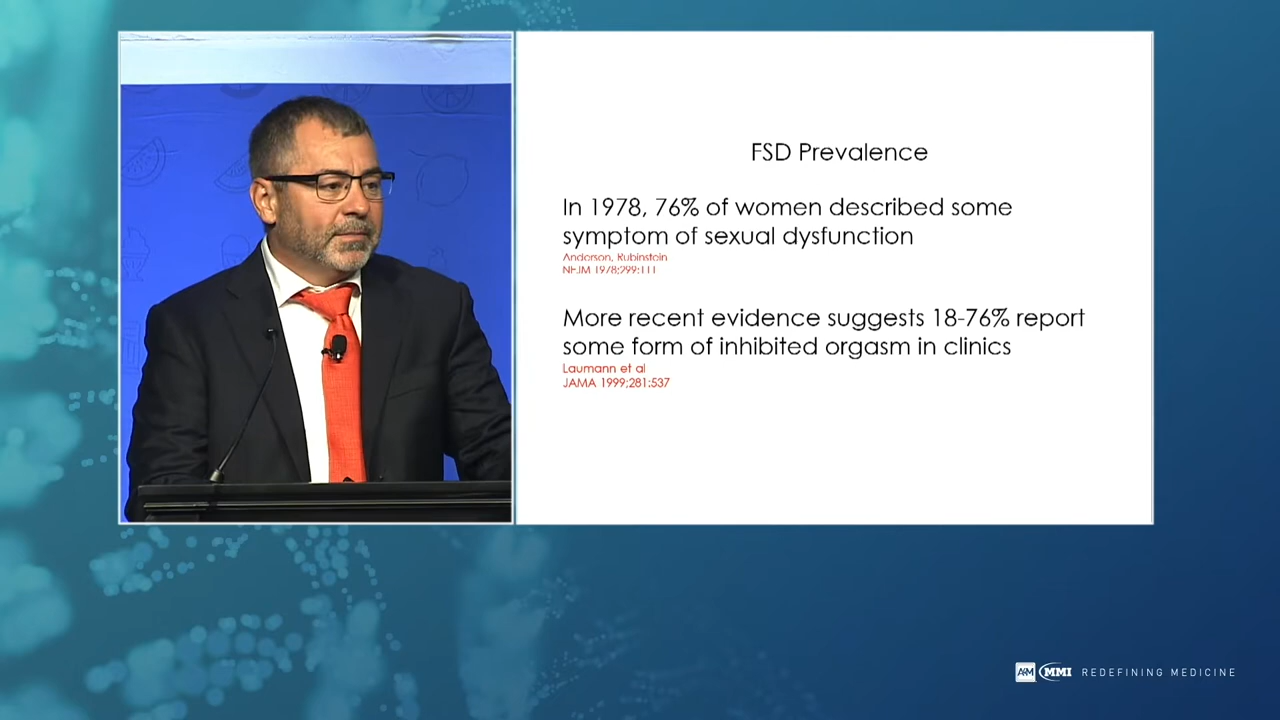 FSD Prevalence
In 1978, 76% of women described some
symptom of sexual dysfunction
Anderson, Rubinstein
NEJM 1978;299:111
More recent evidence suggests 18-76% report
some form of inhibited orgasm in clinics
Laumann et al
JAMA 1999;281:537
A4M MMI REDEFINING MEDICINE